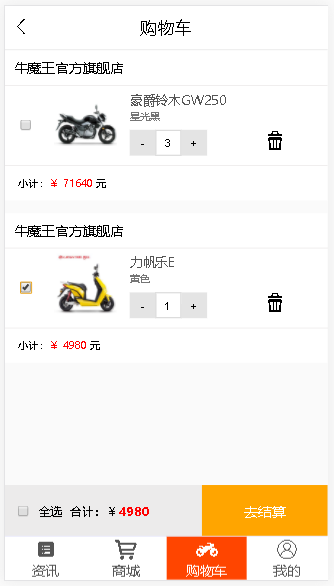 购物车
牛魔王官方旗舰店
豪爵铃木GW250
星光黑
- 3 +
小计：￥ 71640 元
牛魔王官方旗舰店
力帆乐E
黄色
- 1 +
小计：￥ 4980 元
全选 合计：￥4980 去结算
资讯 商城 购物车 我的